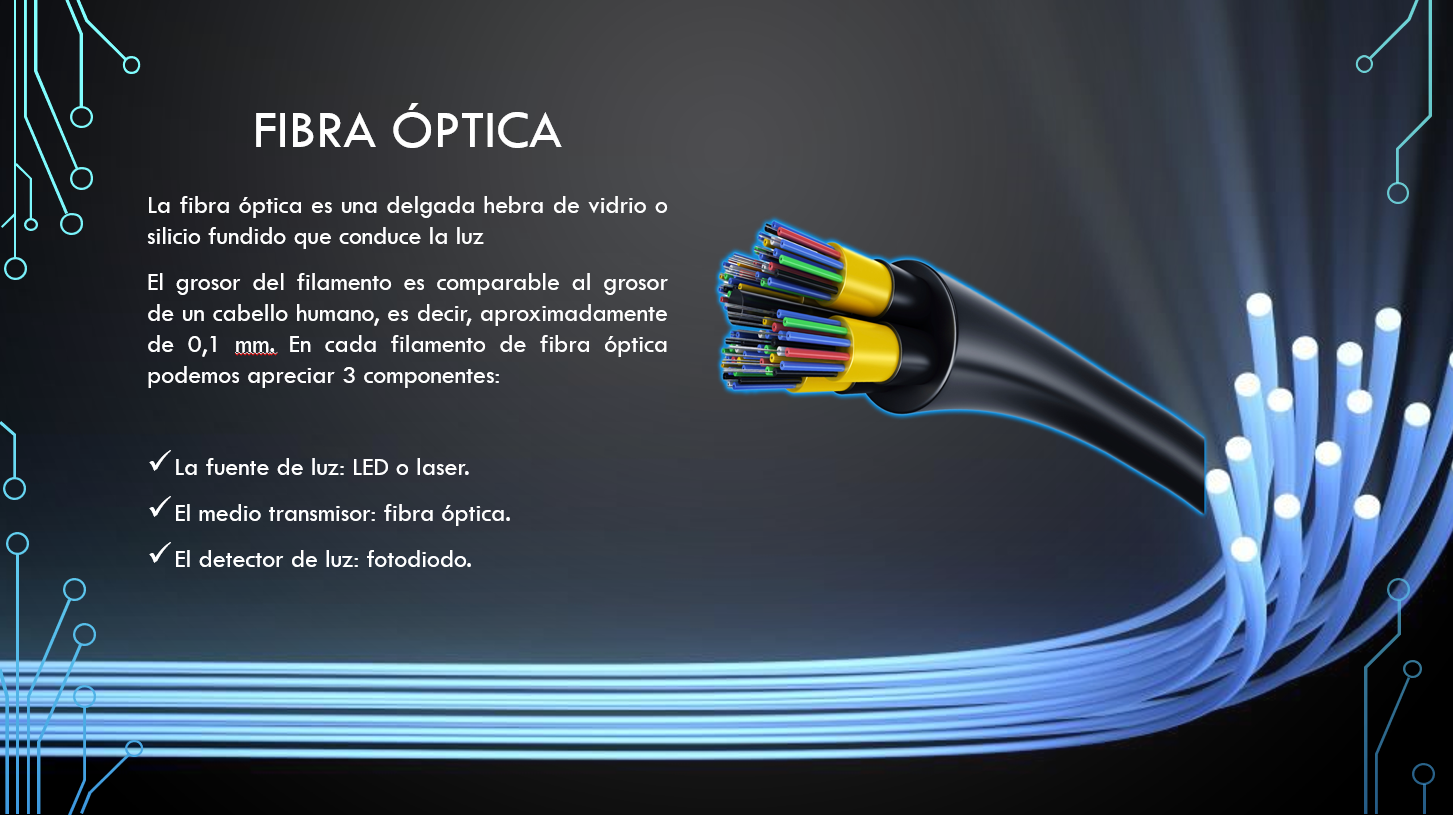 FIBRA ÓPTICA
La fibra óptica es una delgada hebra de vidrio o
silicio fundido que conduce la luz
El grosor del filamento es comparable al grosor
de un cabello humano, es decir, aproximadamente
de 0,1 mm. En cada filamento de fibra óptica
podemos apreciar 3 componentes:
✓La fuente de luz: LED o laser.
✓El medio transmisor: fibra óptica.
✓El detector de luz: fotodiodo.